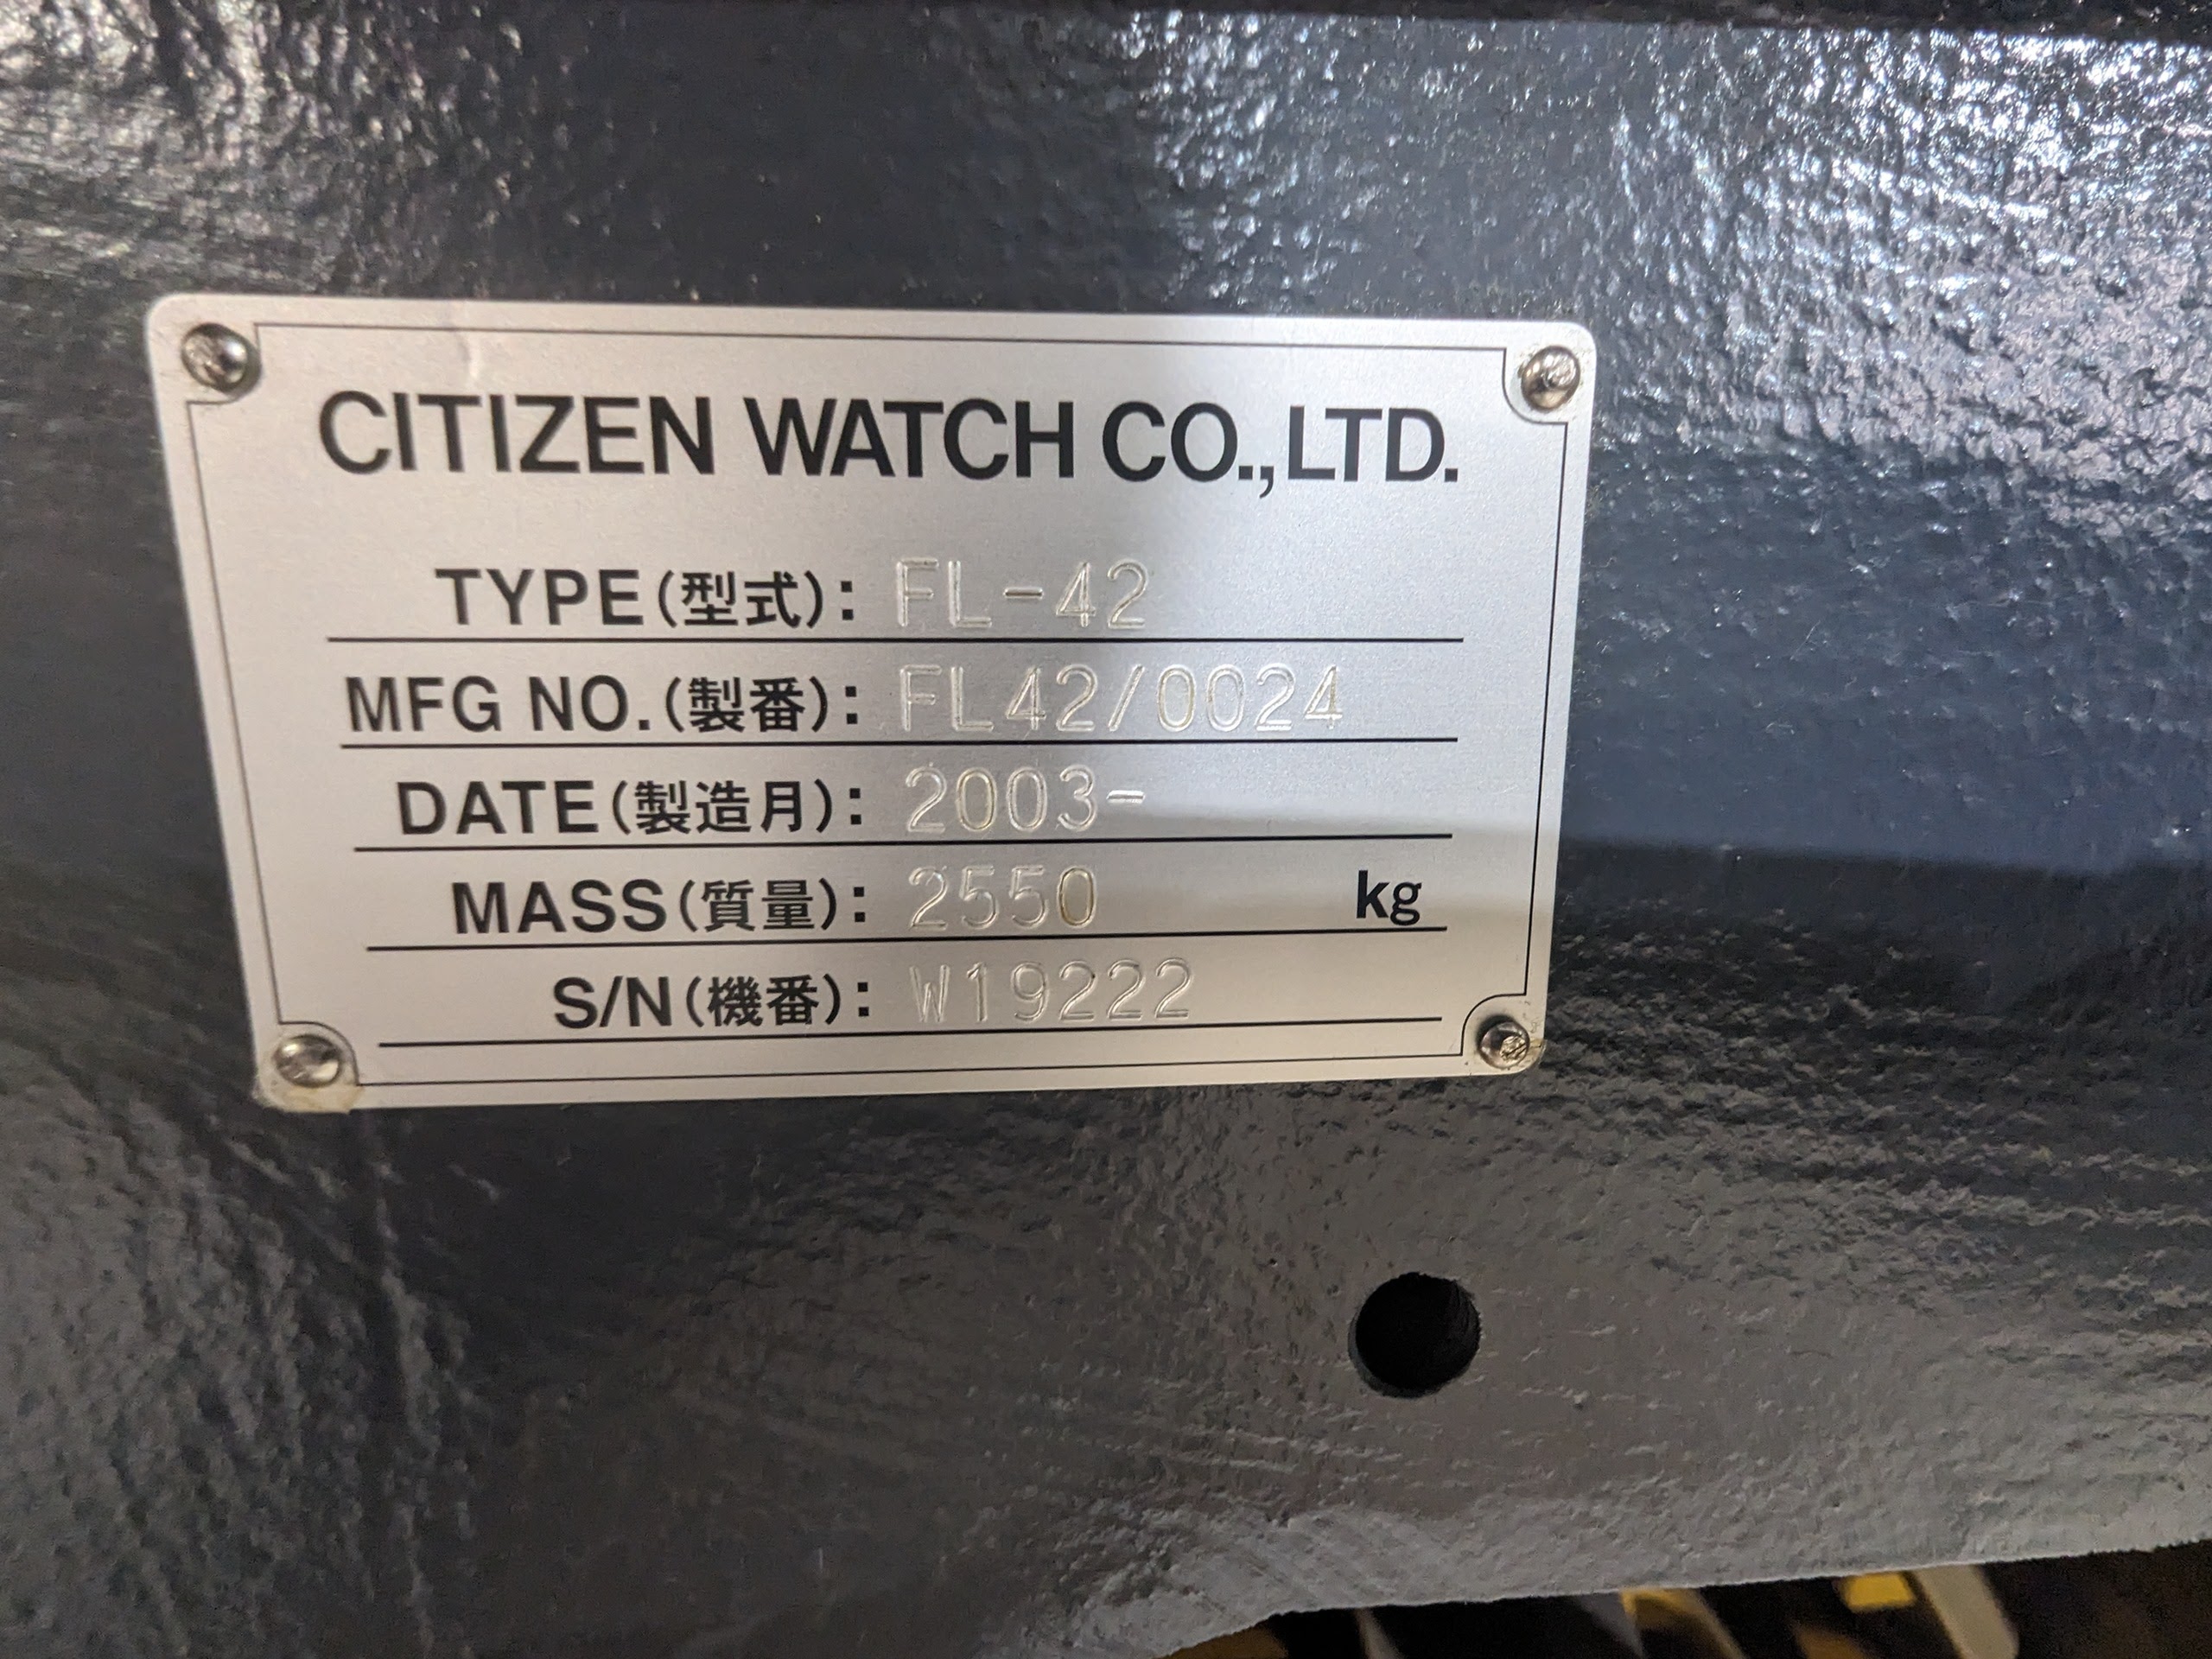 CITIZEN WATCH CO.,LTD.
TYPE(型式): FL-42
MFG NO.(製番): FL42/0024
DATE(製造月): 2003-
MASS(質量): 2550 kg
S/N(機番): W19222